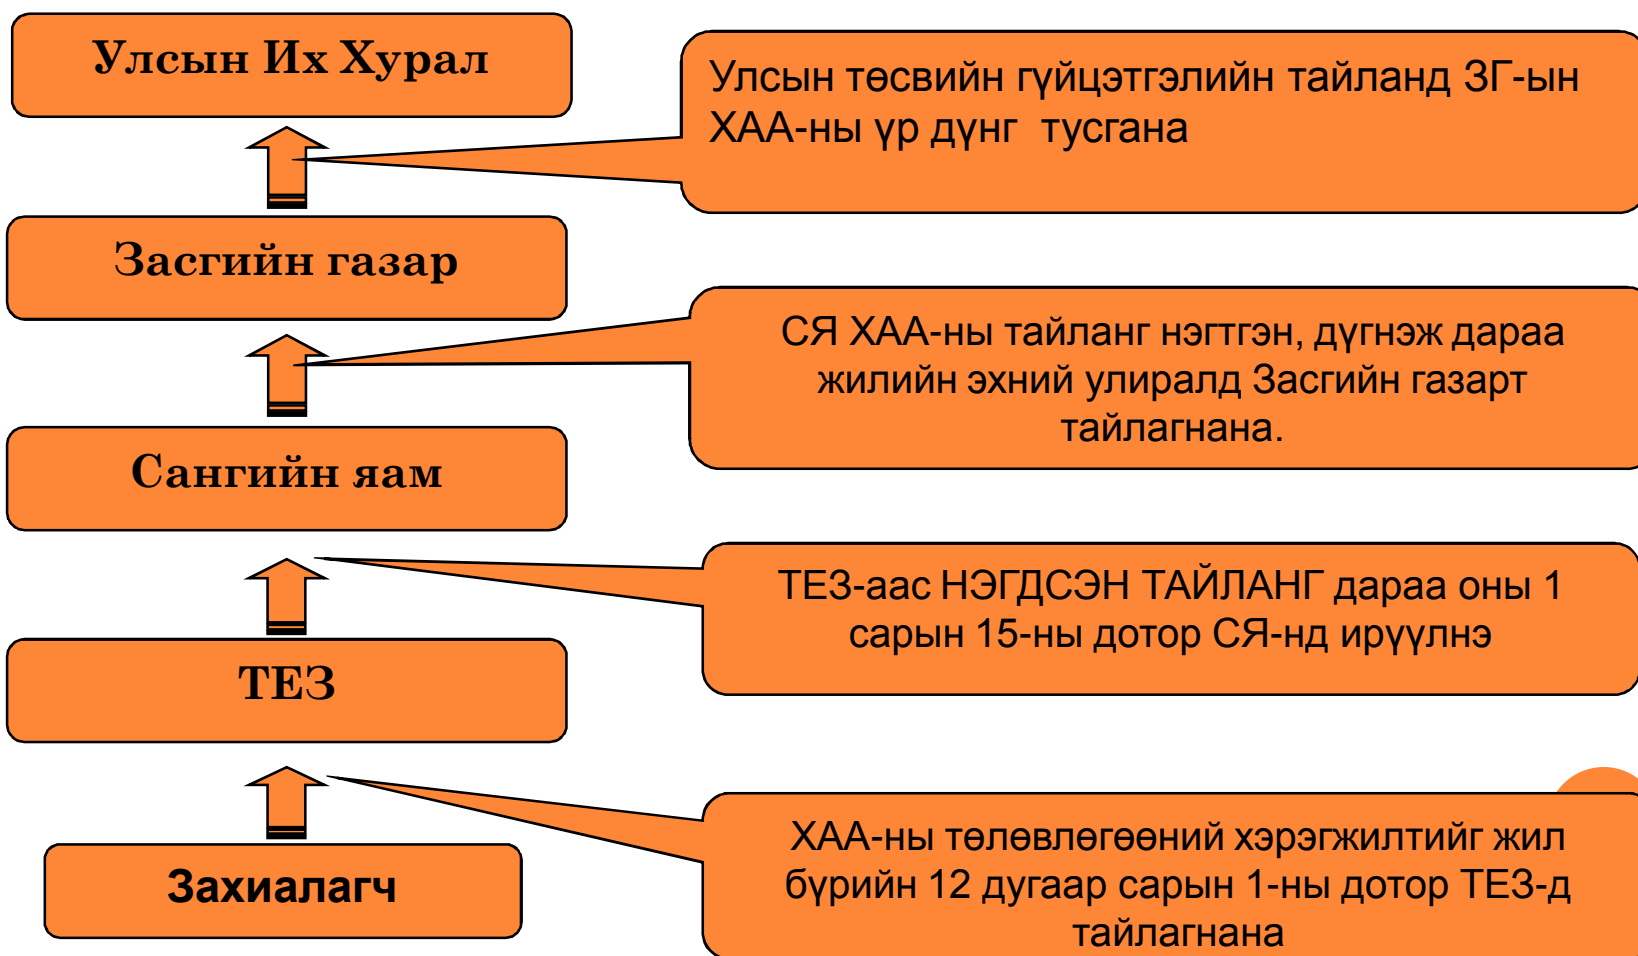 Улсын Их Хурал
Улсын төсвийн гүйцэтгэлийн тайланд ЗГ-ын
ХАА-ны үр дүнг тусгана
Засгийн газар
СЯ ХАА-ны тайланг нэгтгэн, дүгнэж дараа
жилийн эхний улиралд Засгийн газарт
тайлагнана.
Сангийн яам
ТЕЗ-аас НЭГДСЭН ТАЙЛАНГ дараа оны 1
сарын 15-ны дотор СЯ-нд ирүүлнэ
ТЕЗ
ХАА-ны төлөвлөгөөний хэрэгжилтийг жил
бүрийн 12 дугаар сарын 1-ны дотор ТЕЗ-д
тайлагнана
Захиалагч